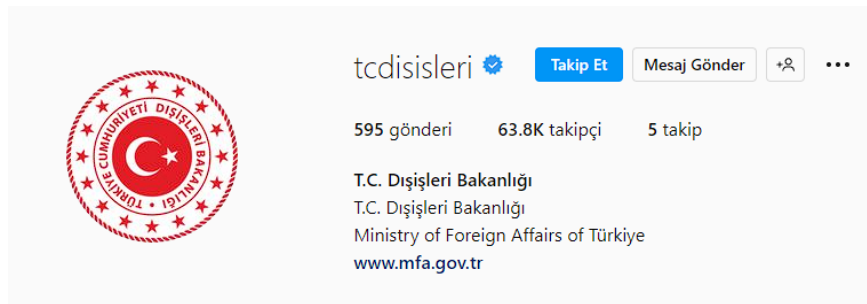 TÜRKİYE CUMHURİYETİ DIŞİŞLERİ BAKANLIĞI
tcdisisleri Takip Et Mesaj Gönder
595 gönderi 63.8K takipçi 5 takip
T.C. Dışişleri Bakanlığı
T.C. Dışişleri Bakanlığı
Ministry of Foreign Affairs of Türkiye
www.mfa.gov.tr